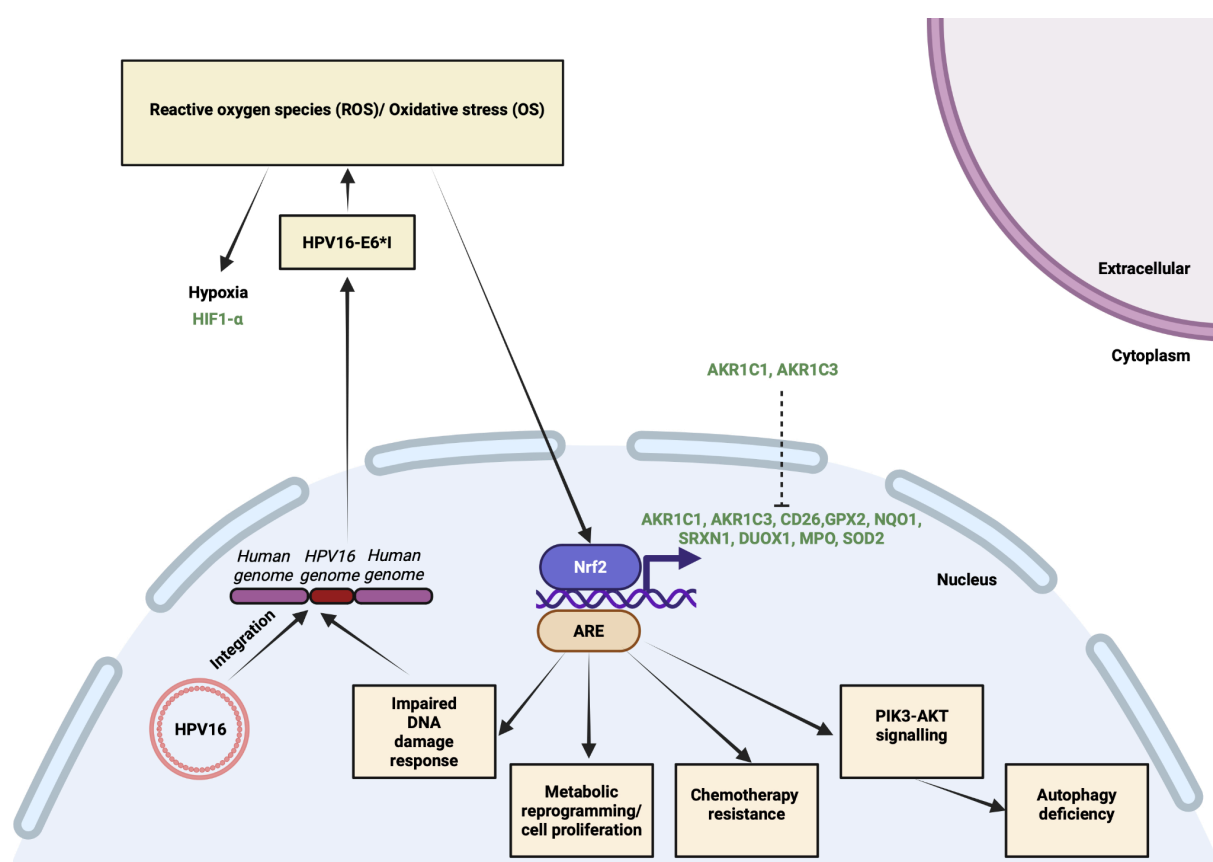 Reactive oxygen species (ROS)/ Oxidative stress (OS)
HPV16-E6*I
Hypoxia
HIF1-α
Extracellular
Cytoplasm
AKR1C1, AKR1C3
AKR1C1, AKR1C3, CD26,GPX2, NQO1,
SRXN1, DUOX1, MPO, SOD2
Human
genome
HPV16
genome
Human
genome
Nrf2
Nucleus
ARE
Integration
HPV16
Impaired
DNA
damage
response
PIK3-AKT
signalling
Metabolic
reprogramming/
cell proliferation
Chemotherapy
resistance
Autophagy
deficiency